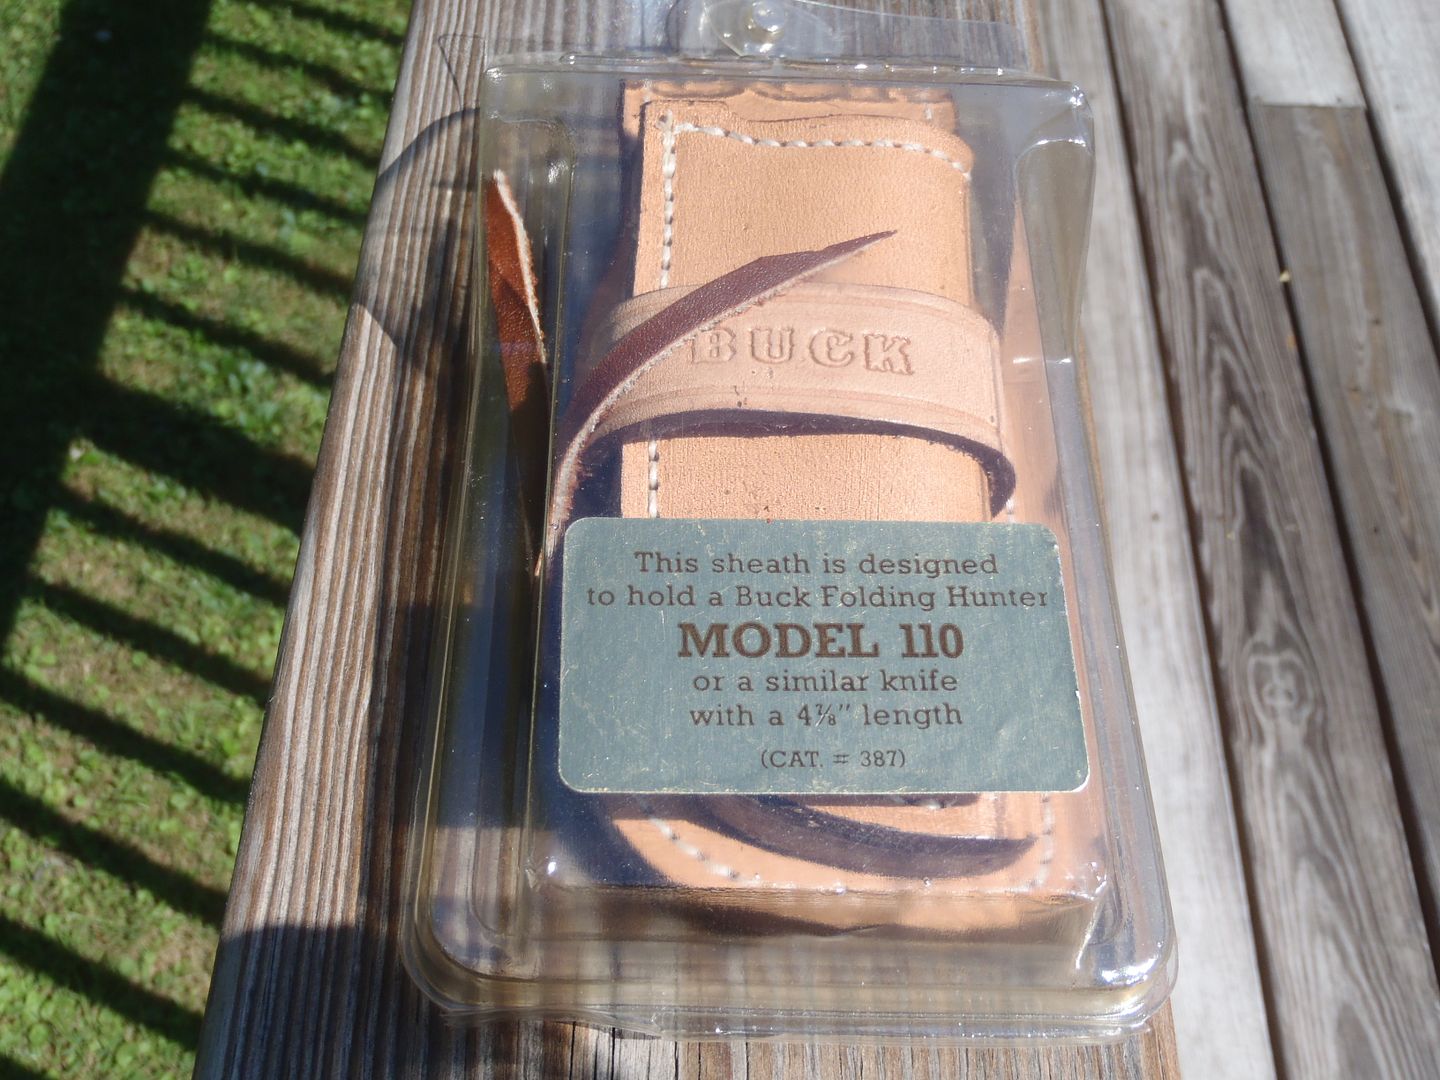 BUCK
This sheath is designed
to hold a Buck Folding Hunter
MODEL 110
or a similar knife
with a 4⅞" length
(CAT. # 387)